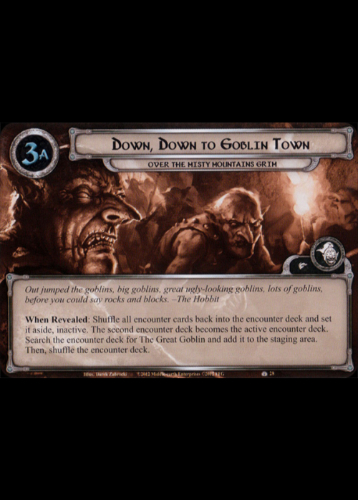 3A
DOWN, DOWN TO GOBLIN TOWN
OVER THE MISTY MOUNTAINS GRIM
Out jumped the goblins, big goblins, great ugly-looking goblins, lots of goblins,
before you could say rocks and blocks. –The Hobbit
When Revealed: Shuffle all encounter cards back into the encounter deck and set
it aside, inactive. The second encounter deck becomes the active encounter deck.
Search the encounter deck for The Great Goblin and add it to the staging area.
Then, shuffle the encounter deck.
Illus.